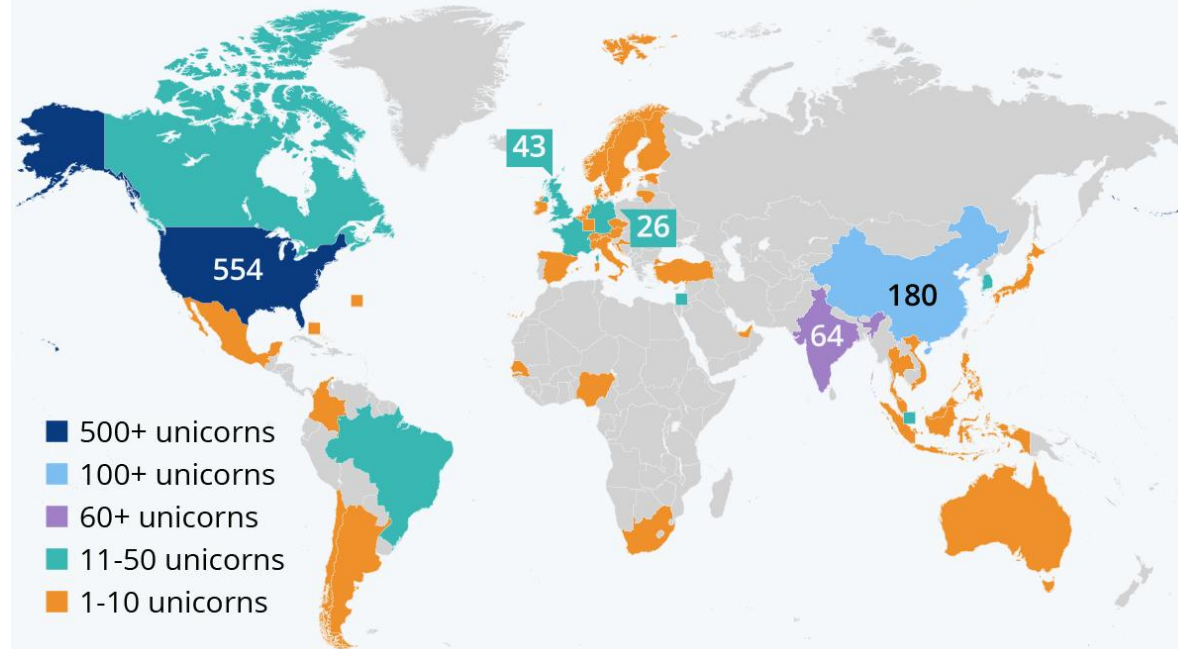 43
26
554
180
64
500+ unicorns
100+ unicorns
60+ unicorns
11-50 unicorns
1-10 unicorns